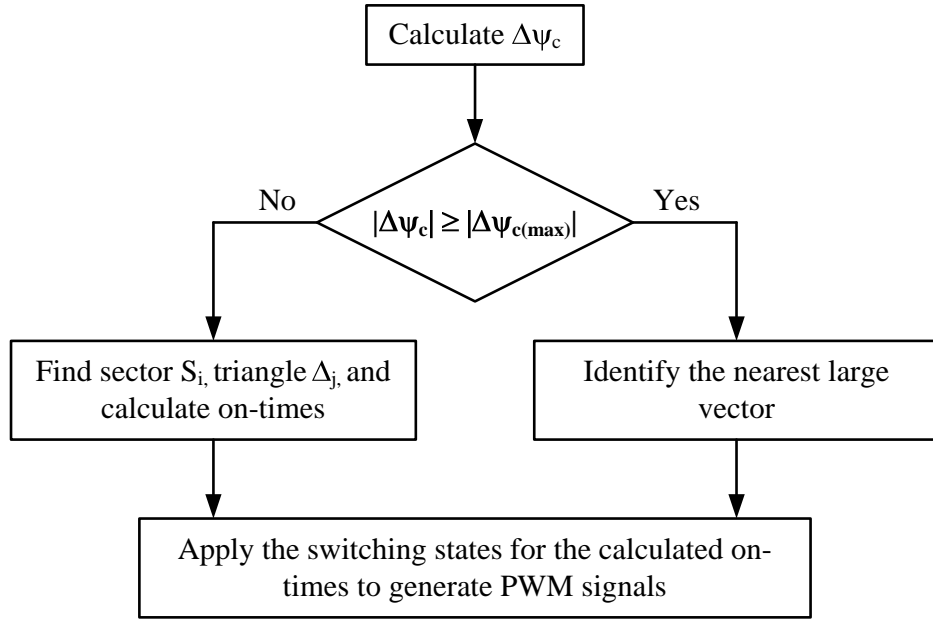 Calculate Δψc
No
Yes
|Δψc| ≥ |Δψc(max)|
Find sector Si, triangle Δj, and
calculate on-times
Identify the nearest large
vector
Apply the switching states for the calculated on-
times to generate PWM signals